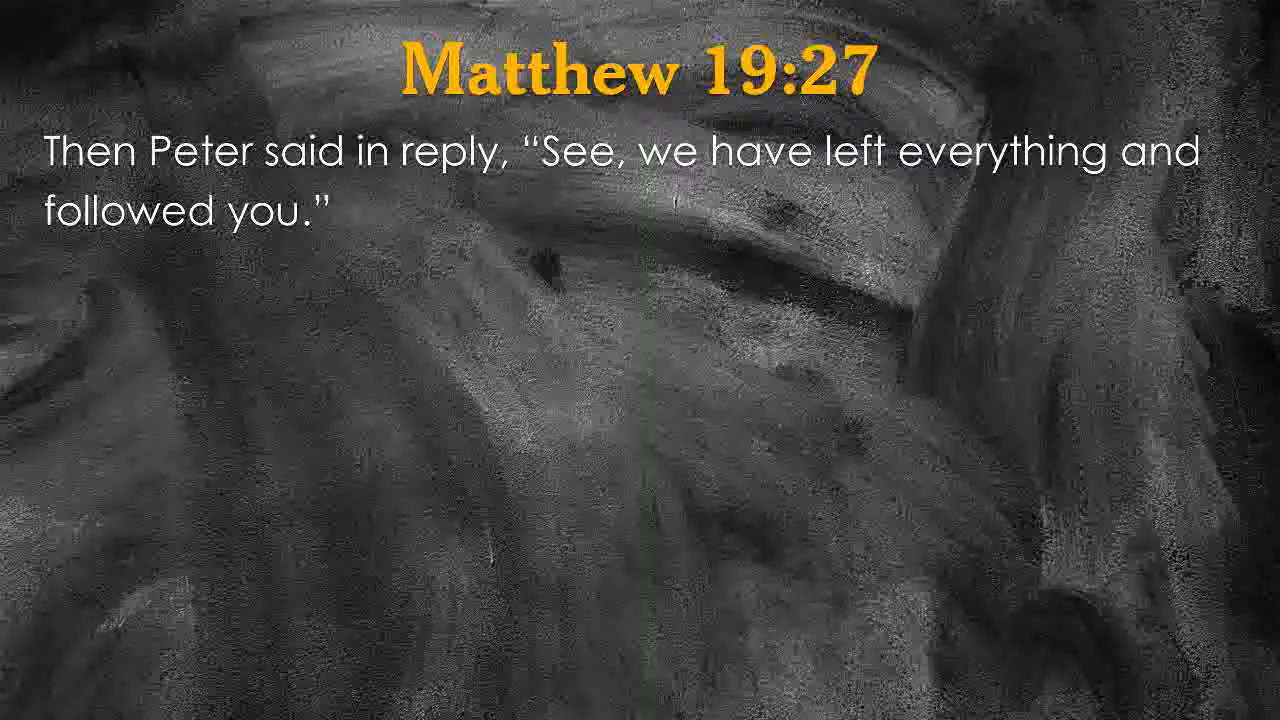 Matthew 19:27
Then Peter said in reply, “See, we have left everything and
followed you.”